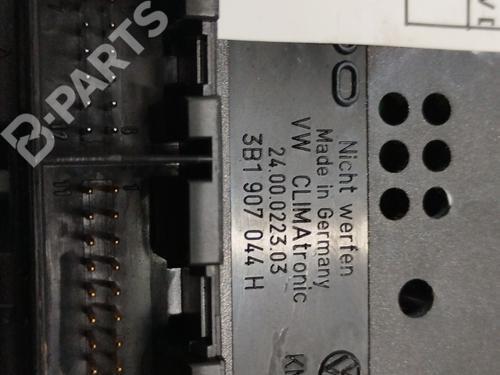 B-PARTS
Nicht werfen
Made in Germany
VW CLIMAtronic
24.00.0223.03
3B1 907 044 H